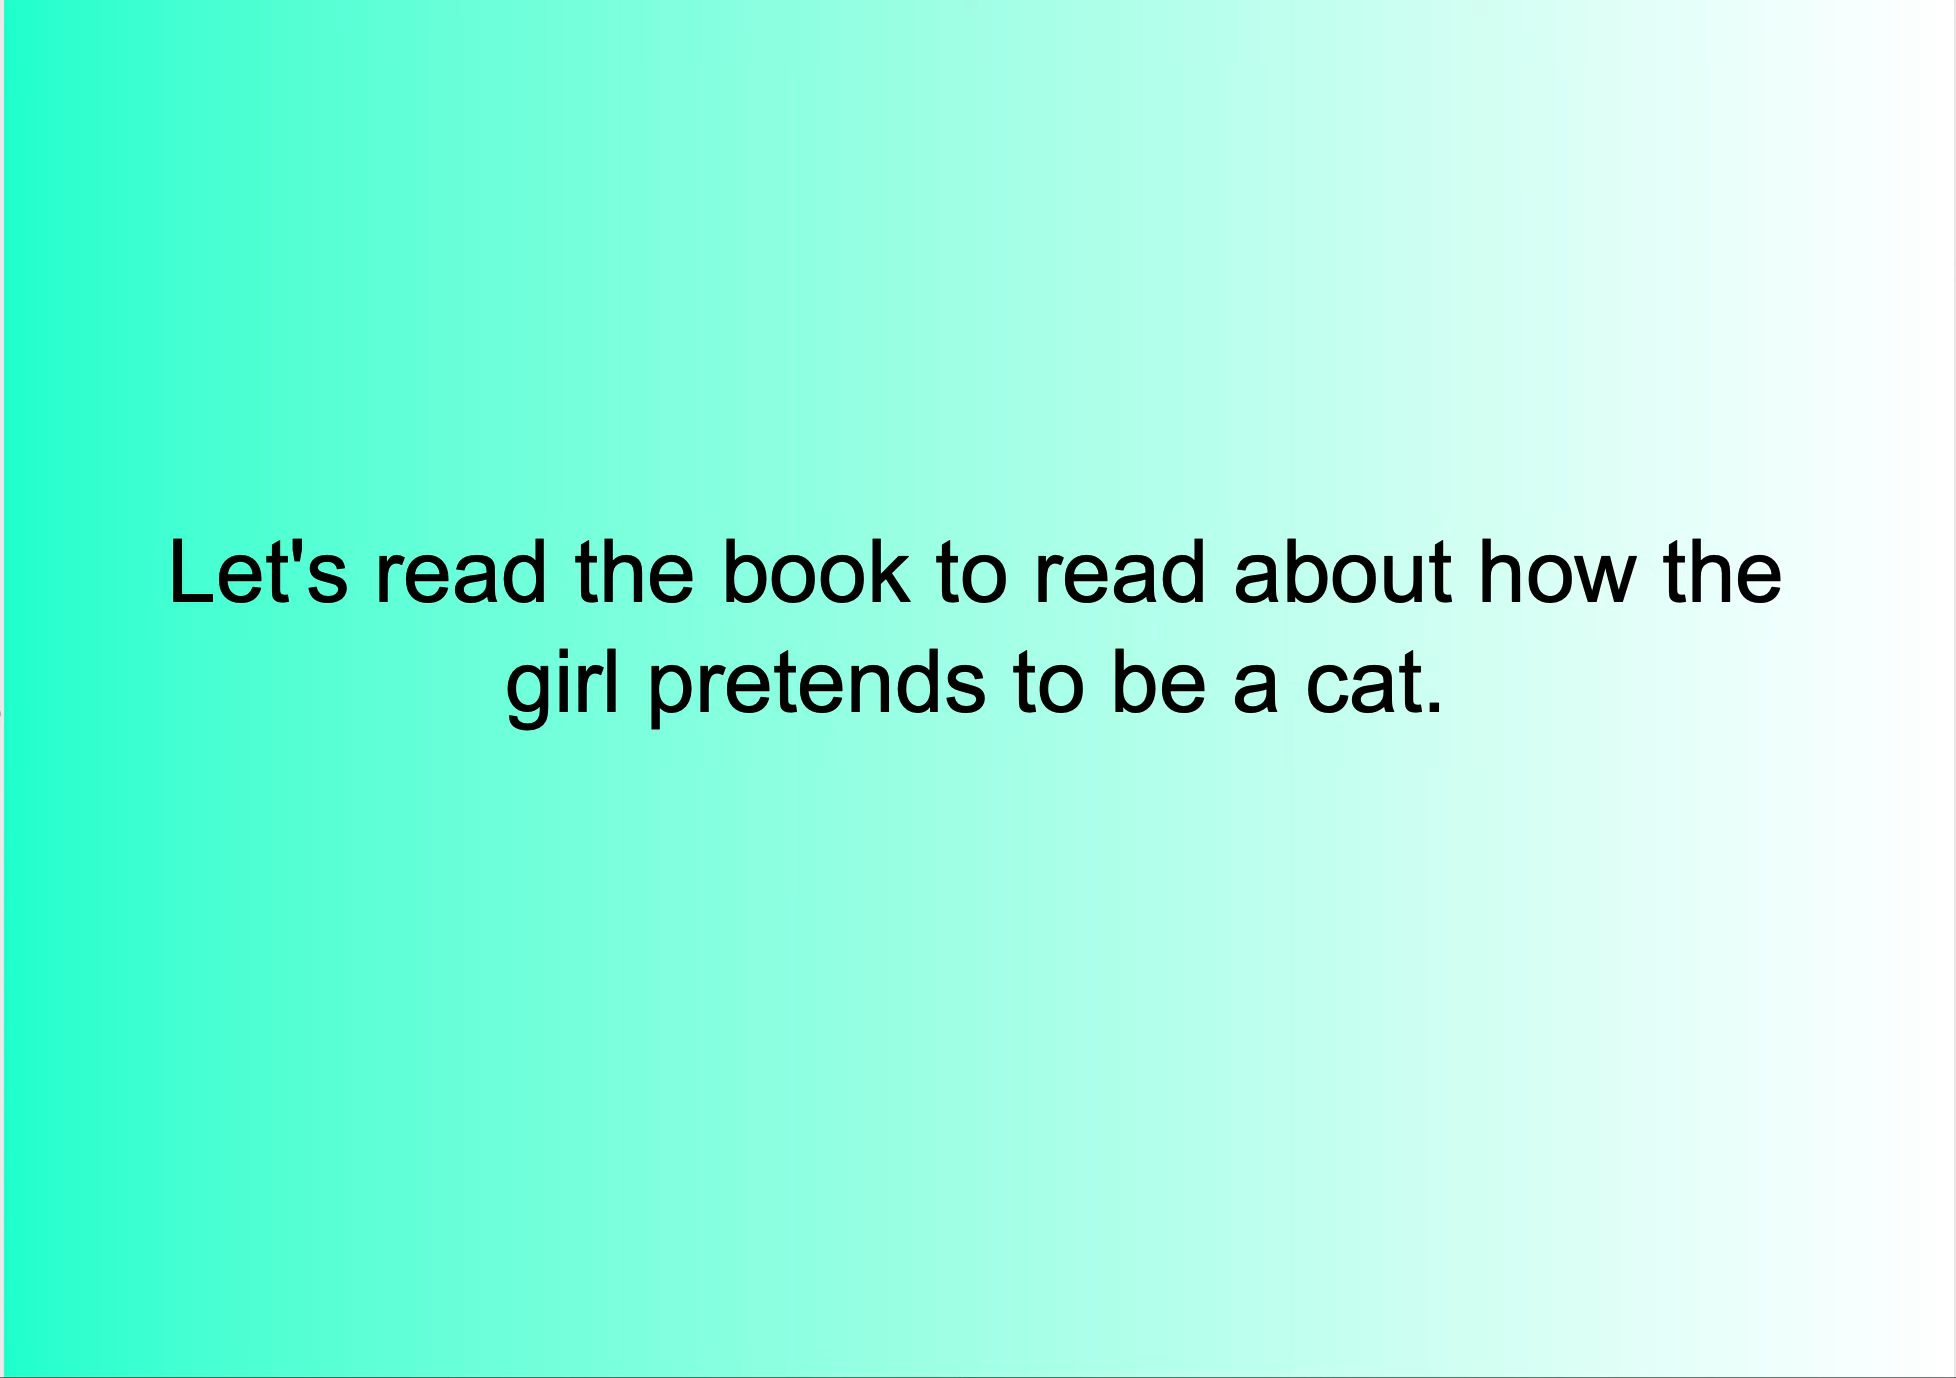 Let's read the book to read about how the
girl pretends to be a cat.